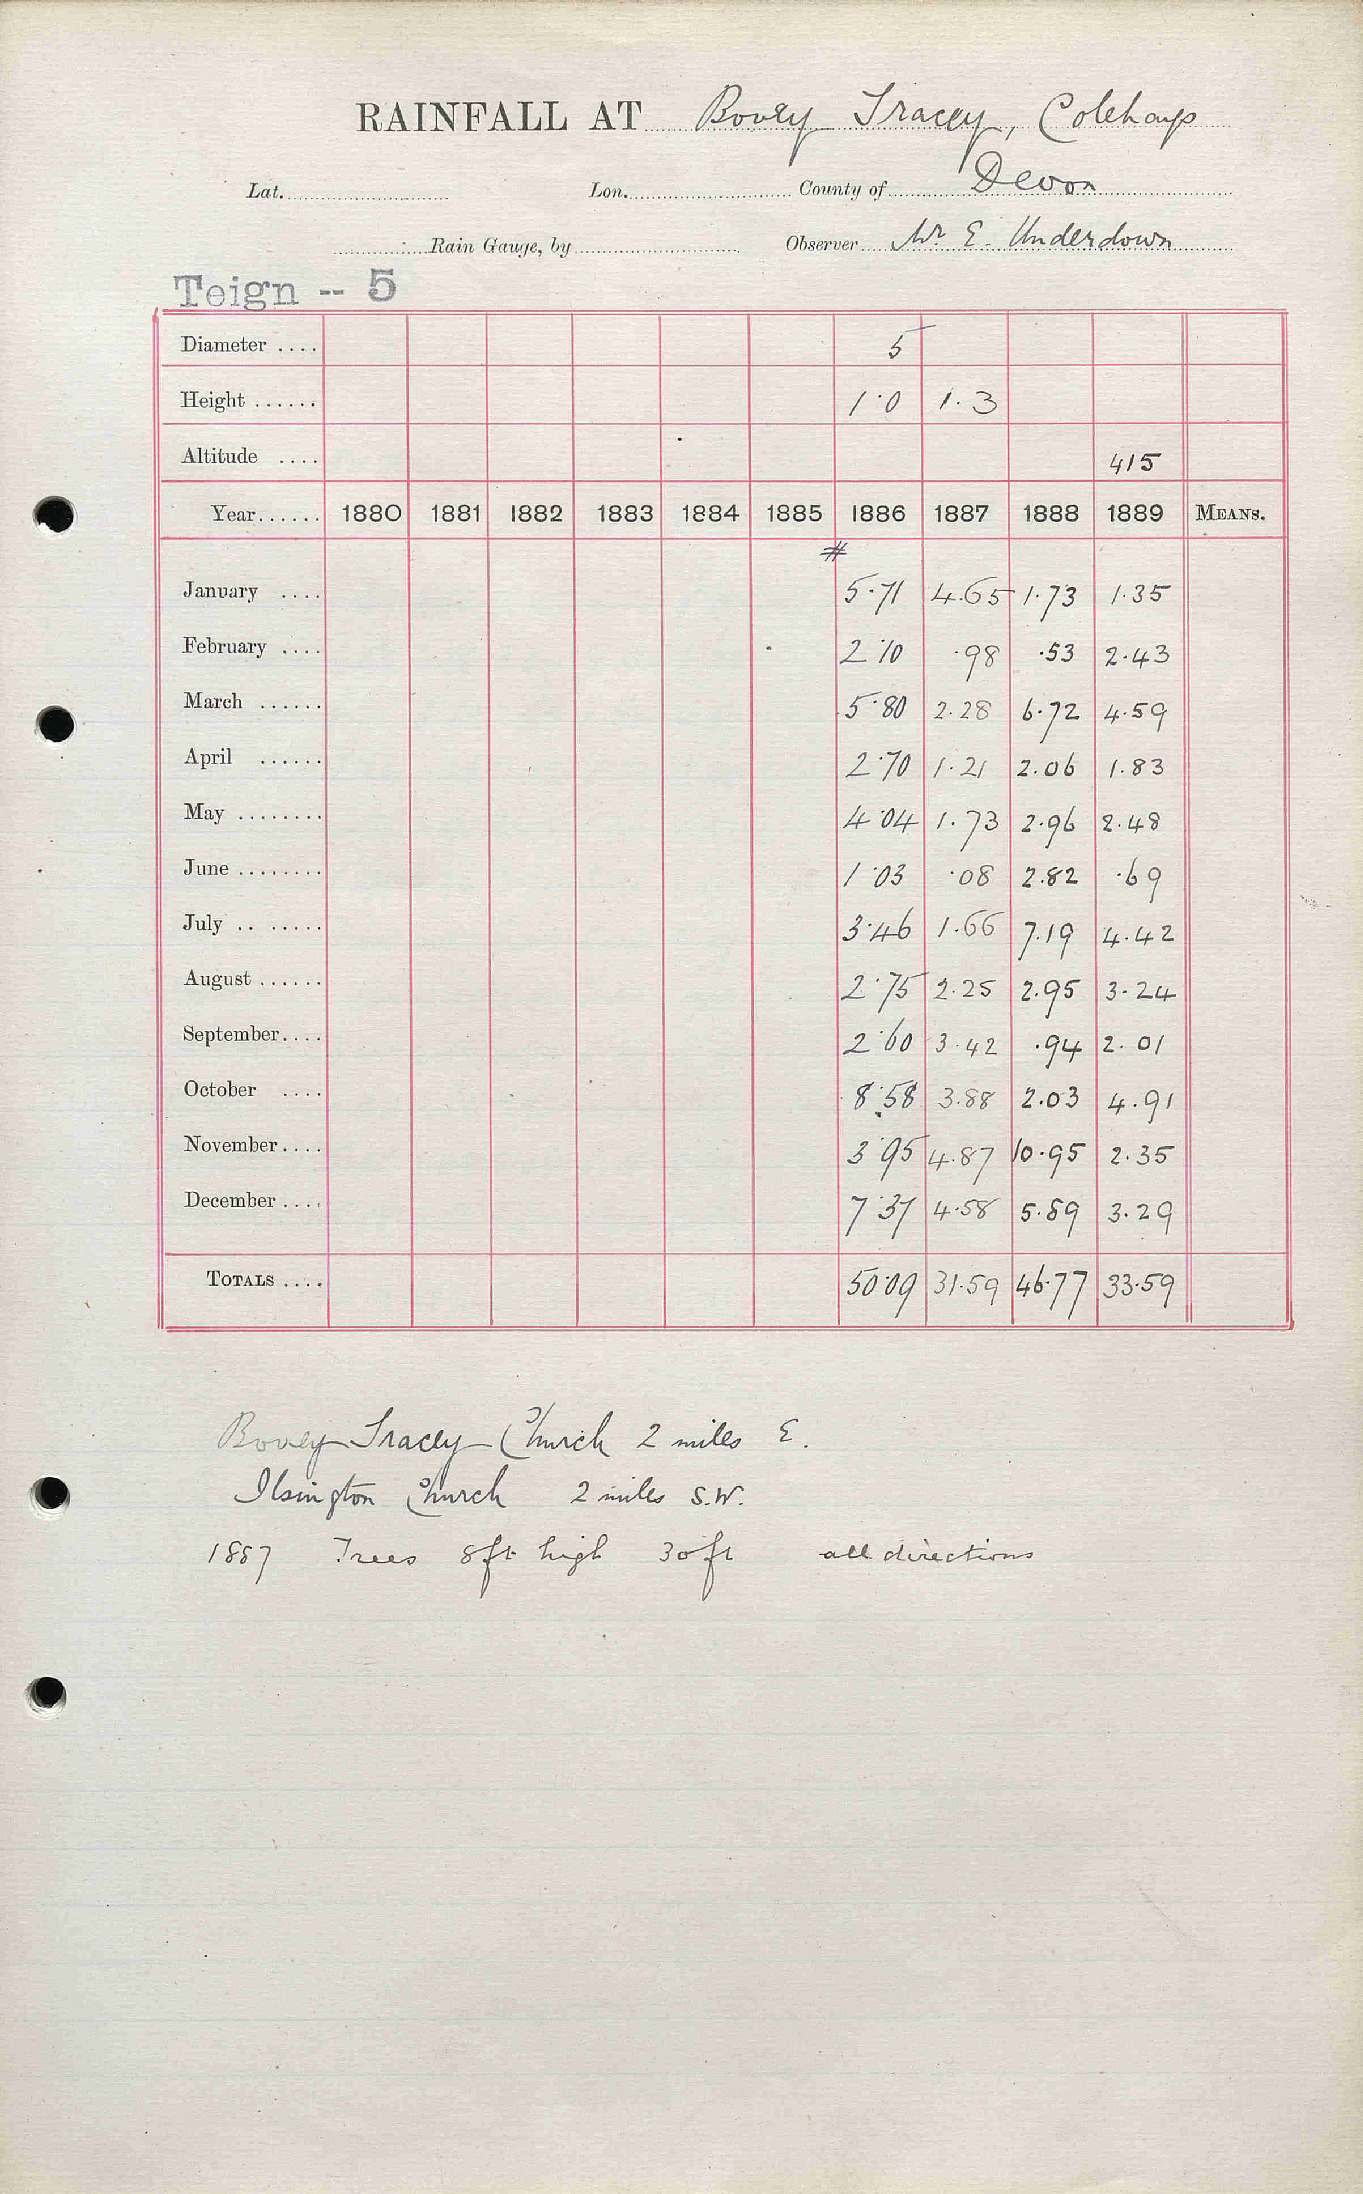 RAINFALL AT Bovey Tracey, Colehays
Lat. Lon. County of Devon
Rain Gauge, by Observer Mr E. Underdown
Teign -- 5
Diameter .... 5
Height ...... 1·0 1.3
Altitude .... 415
Year...... 1880 1881 1882 1883 1884 1885 1886 1887 1888 1889 MEANS.
#
January .... 5·71 4.65 1.73 1.35
February .... 2·10 ·98 ·53 2.43
March ...... 5·80 2.28 6.72 4.59
April ...... 2·70 1.21 2.06 1.83
May ........ 4·04 1.73 2.96 2.48
June ........ 1·03 ·08 2.82 ·69
July .. ..... 3·46 1.66 7.19 4.42
August ...... 2·75 2.25 2.95 3.24
September.... 2·60 3.42 .94 2.01
October .... 8·58 3.88 2.03 4.91
November.... 3·95 4.87 10.95 2.35
December .... 7·37 4.58 5.89 3.29
TOTALS .... 50·09 31.59 46.77 33.59
Bovey Tracey Church 2 miles E.
Ilsington Church 2 miles S.W.
1887 Trees 8ft high 30ft all directions